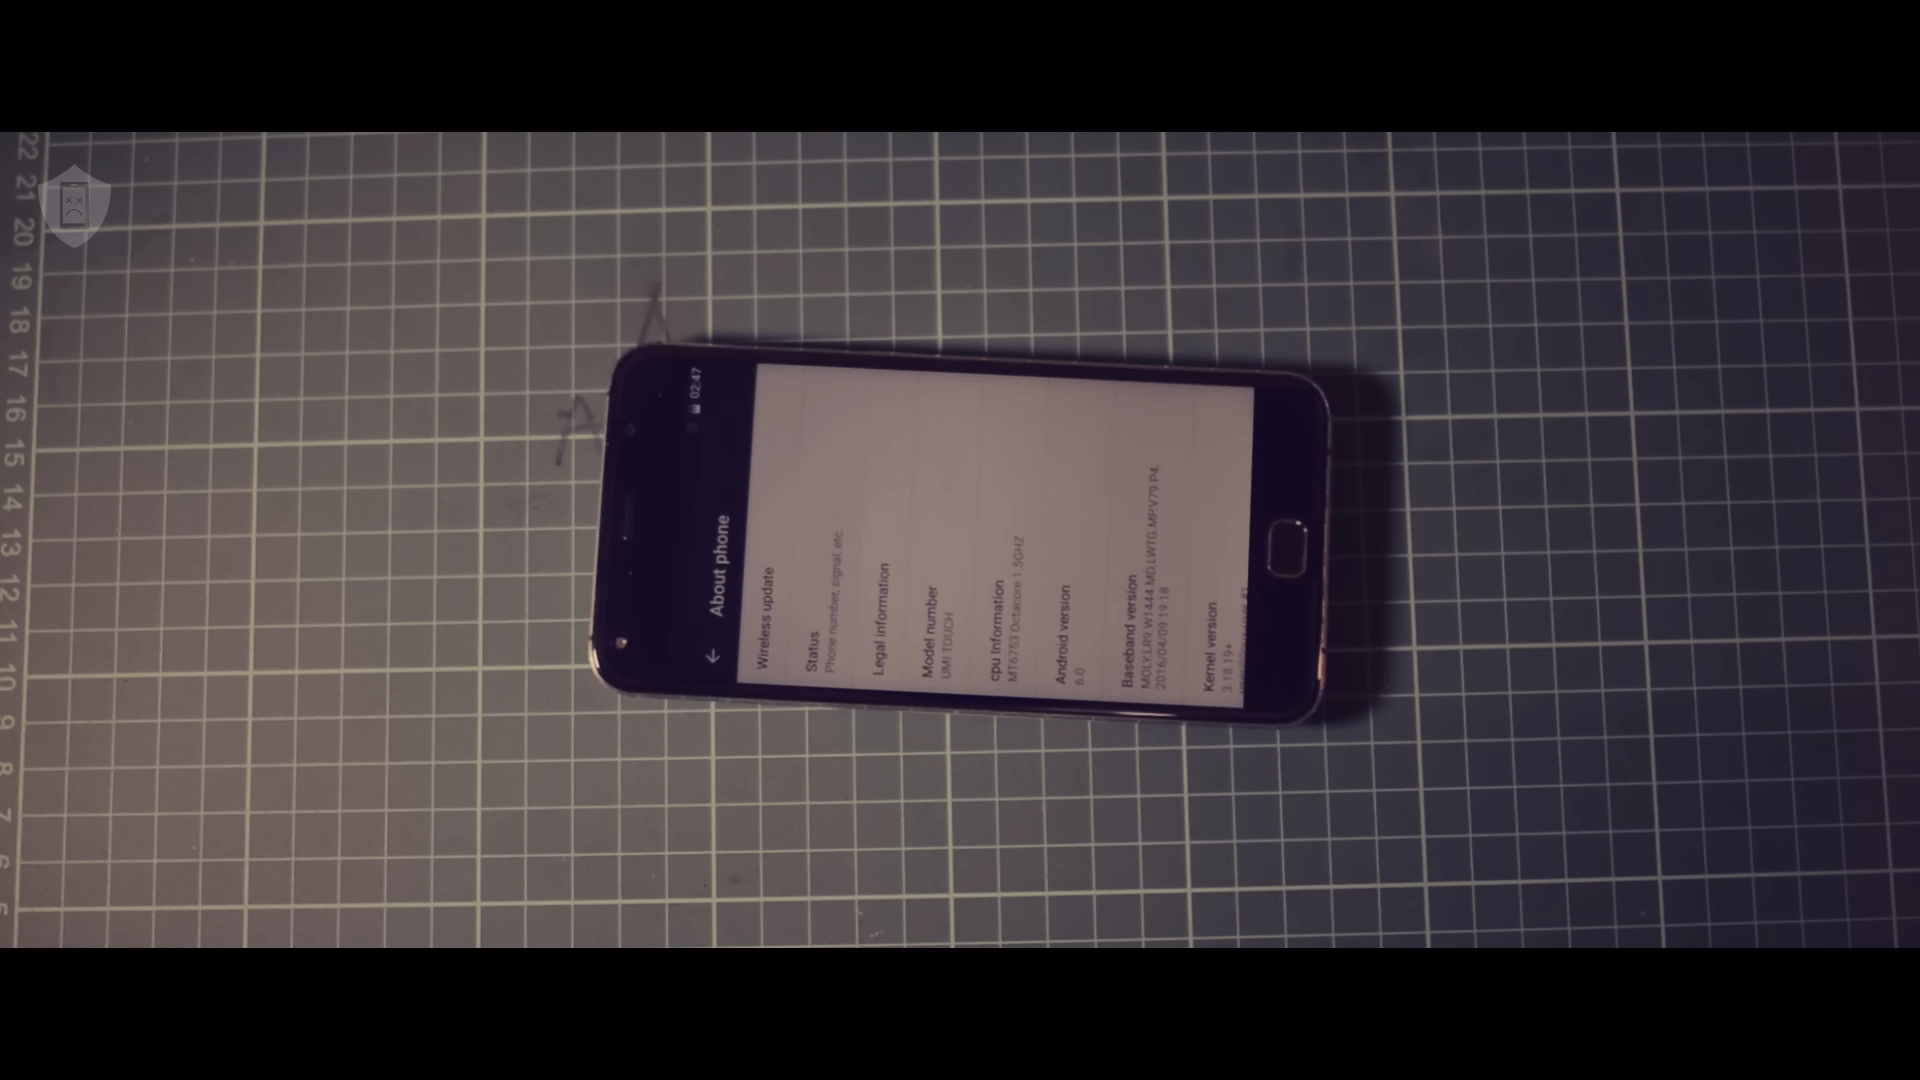 02:47
About phone
Wireless update
Status
Phone number, signal, etc.
Legal information
Model number
UMI TOUCH
cpu Information
MT6753 Octacore 1.5GHZ
Android version
6.0
Baseband version
MOLY.LR9.W1444.MD.LWTG.MP.V79.P4,
2016/04/09 19:18
Kernel version
3.18.19+
22
21
20
19
18
17
16
15
14
13
12
11
10
9
8
7
6
5
A
A